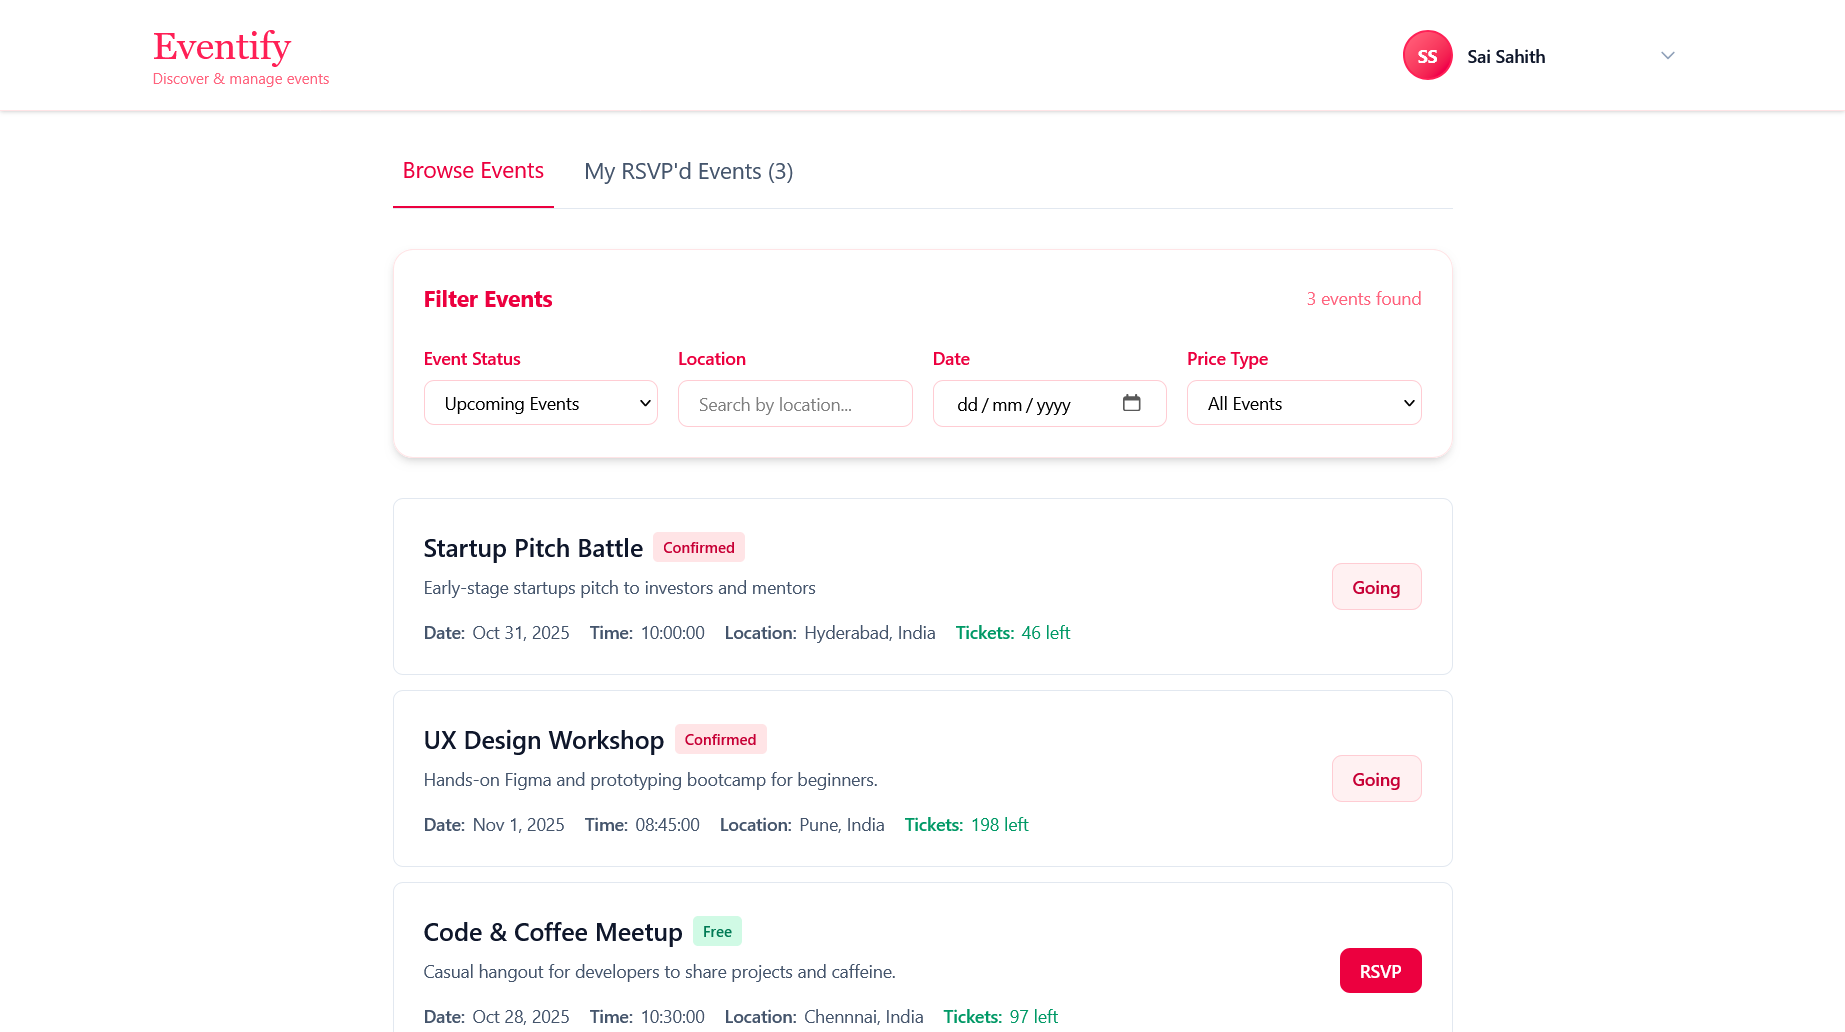 Eventify
Discover & manage events
SS
Sai Sahith
Browse Events
My RSVP'd Events (3)
Filter Events
3 events found
Event Status
Location
Date
Price Type
Upcoming Events
Search by location...
dd / mm / yyyy
All Events
Startup Pitch Battle
Confirmed
Early-stage startups pitch to investors and mentors
Going
Date: Oct 31, 2025 Time: 10:00:00 Location: Hyderabad, India Tickets: 46 left
UX Design Workshop
Confirmed
Hands-on Figma and prototyping bootcamp for beginners.
Going
Date: Nov 1, 2025 Time: 08:45:00 Location: Pune, India Tickets: 198 left
Code & Coffee Meetup
Free
Casual hangout for developers to share projects and caffeine.
RSVP
Date: Oct 28, 2025 Time: 10:30:00 Location: Chennnai, India Tickets: 97 left